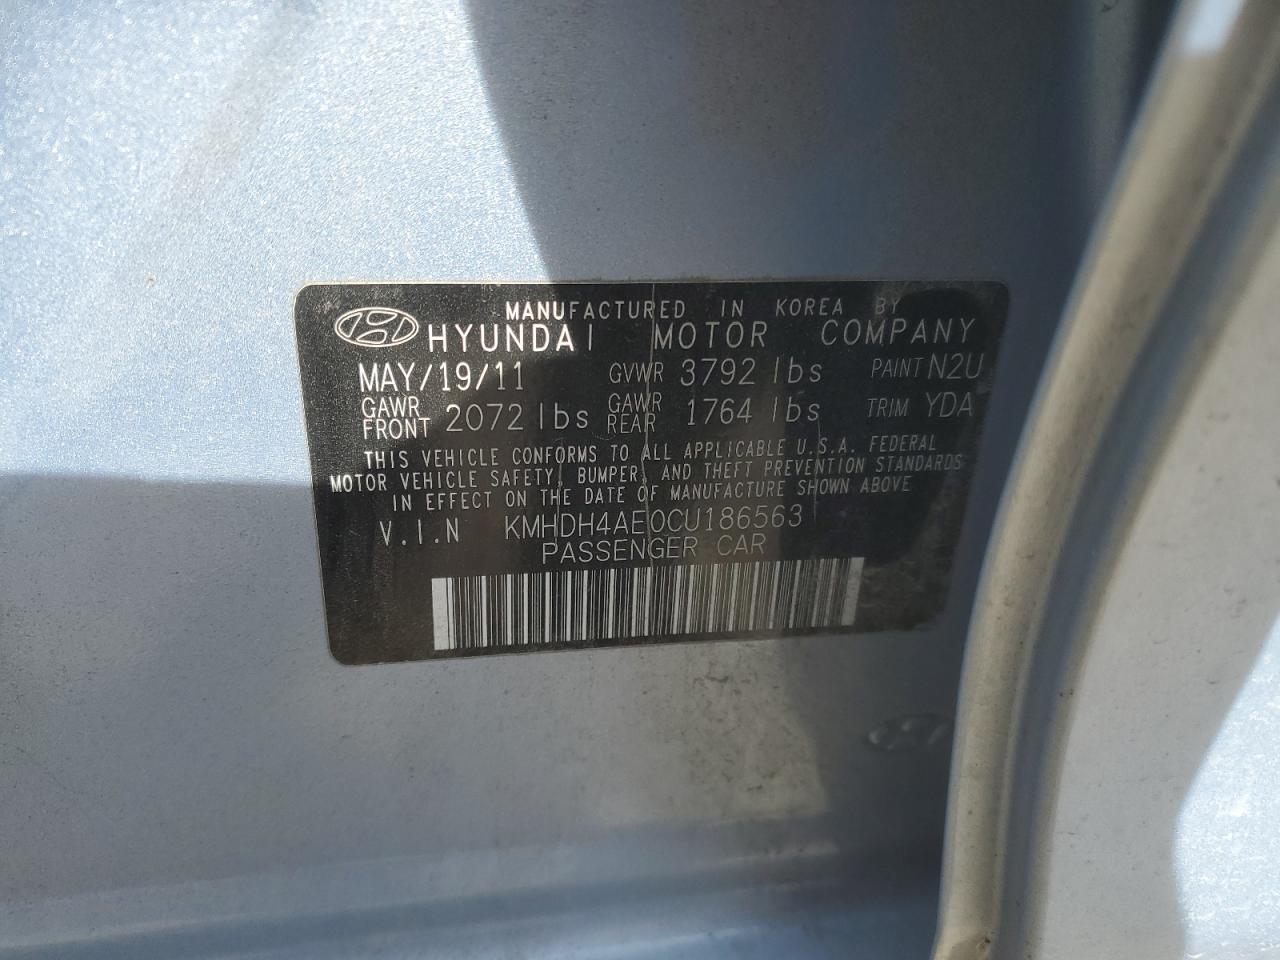 MANUFACTURED IN KOREA BY
HYUNDAI MOTOR COMPANY
MAY/19/11 GVWR 3792 lbs PAINT N2U
GAWR FRONT 2072 lbs GAWR REAR 1764 lbs TRIM YDA
THIS VEHICLE CONFORMS TO ALL APPLICABLE U.S.A. FEDERAL
MOTOR VEHICLE SAFETY, BUMPER, AND THEFT PREVENTION STANDARDS
IN EFFECT ON THE DATE OF MANUFACTURE SHOWN ABOVE
V.I.N KMHDH4AE0CU186563
PASSENGER CAR